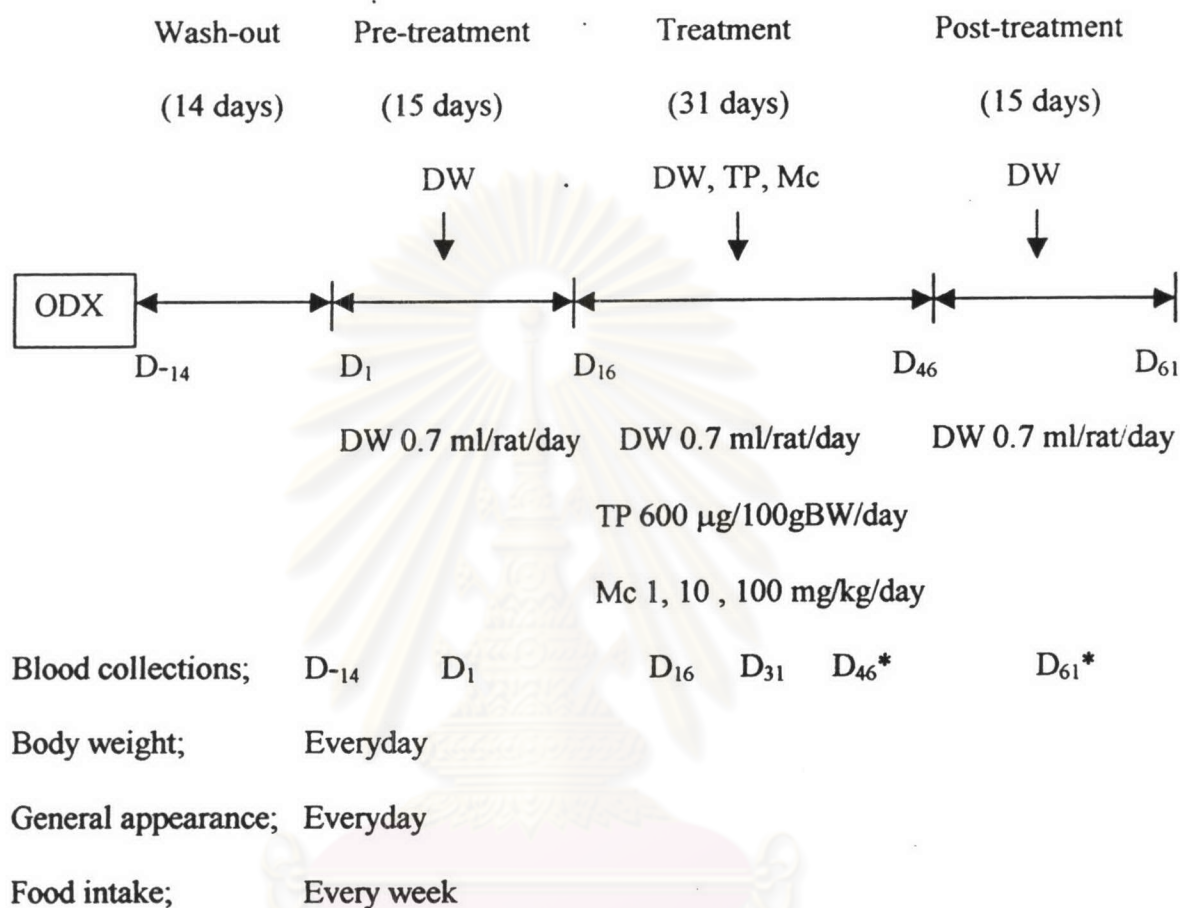 Wash-out Pre-treatment Treatment Post-treatment
(14 days) (15 days) (31 days) (15 days)
DW DW, TP, Mc DW
ODX
D-₁₄ D₁ D₁₆ D₄₆ D₆₁
DW 0.7 ml/rat/day DW 0.7 ml/rat/day DW 0.7 ml/rat/day
TP 600 µg/100gBW/day
Mc 1, 10 , 100 mg/kg/day
Blood collections; D-₁₄ D₁ D₁₆ D₃₁ D₄₆* D₆₁*
Body weight; Everyday
General appearance; Everyday
Food intake; Every week